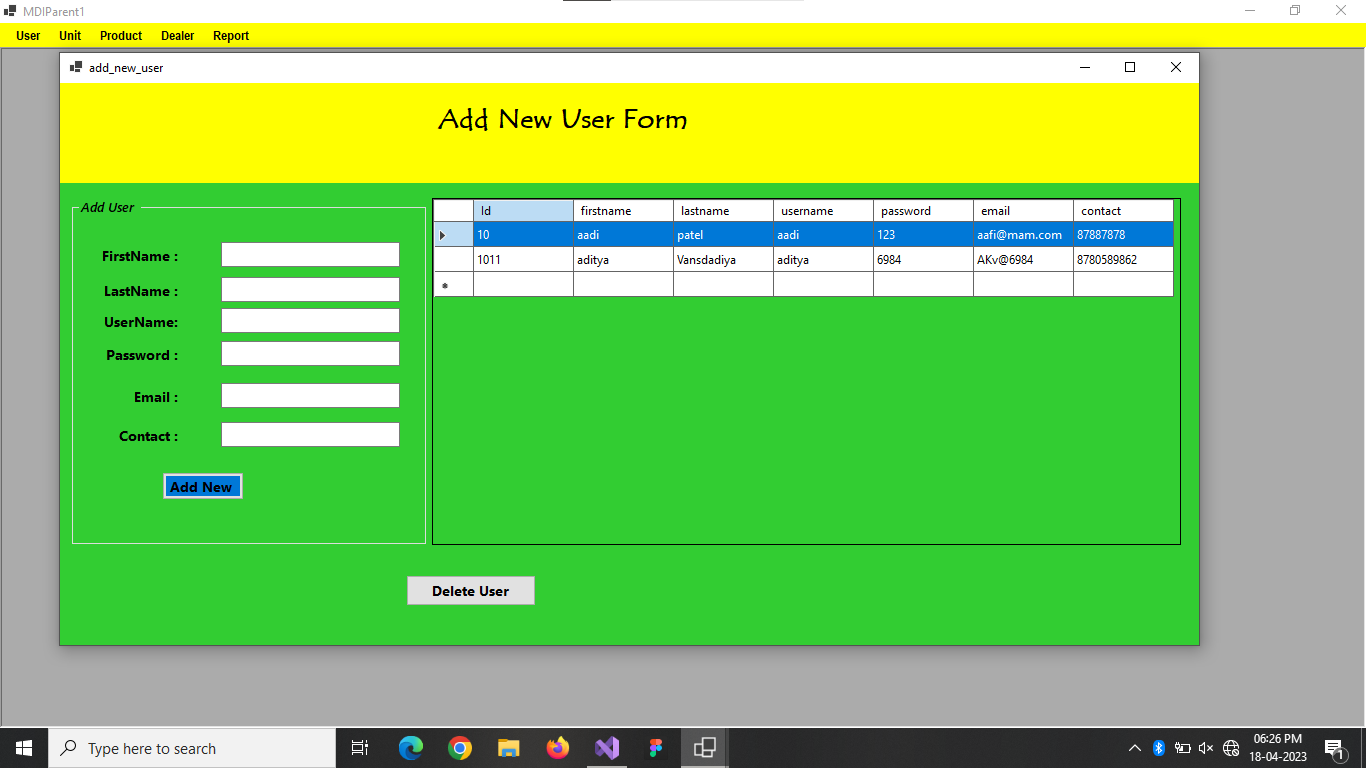 MDIParent1
User Unit Product Dealer Report
add_new_user
Add New User Form
Add User
FirstName :
LastName :
UserName:
Password :
Email :
Contact :
Add New
Id firstname lastname username password email contact
10 aadi patel aadi 123 aafi@mam.com 87887878
1011 aditya Vansdadiya aditya 6984 AKv@6984 8780589862
*
Delete User
Type here to search
06:26 PM
18-04-2023
1